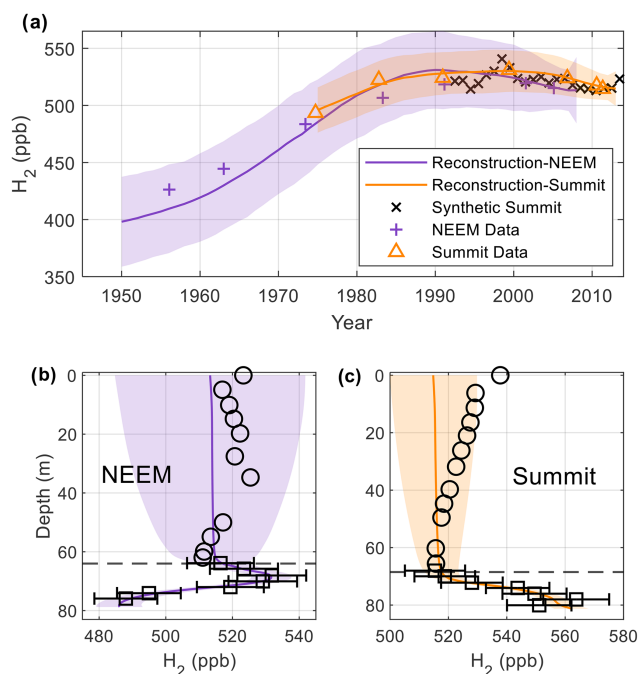 (a)
550
500
450
400
350
H2 (ppb)
Reconstruction-NEEM
Reconstruction-Summit
Synthetic Summit
NEEM Data
Summit Data
1950 1960 1970 1980 1990 2000 2010
Year
(b)
0
20
40
60
80
Depth (m)
NEEM
480 500 520 540
H2 (ppb)
(c)
0
20
40
60
80
Summit
500 520 540 560 580
H2 (ppb)